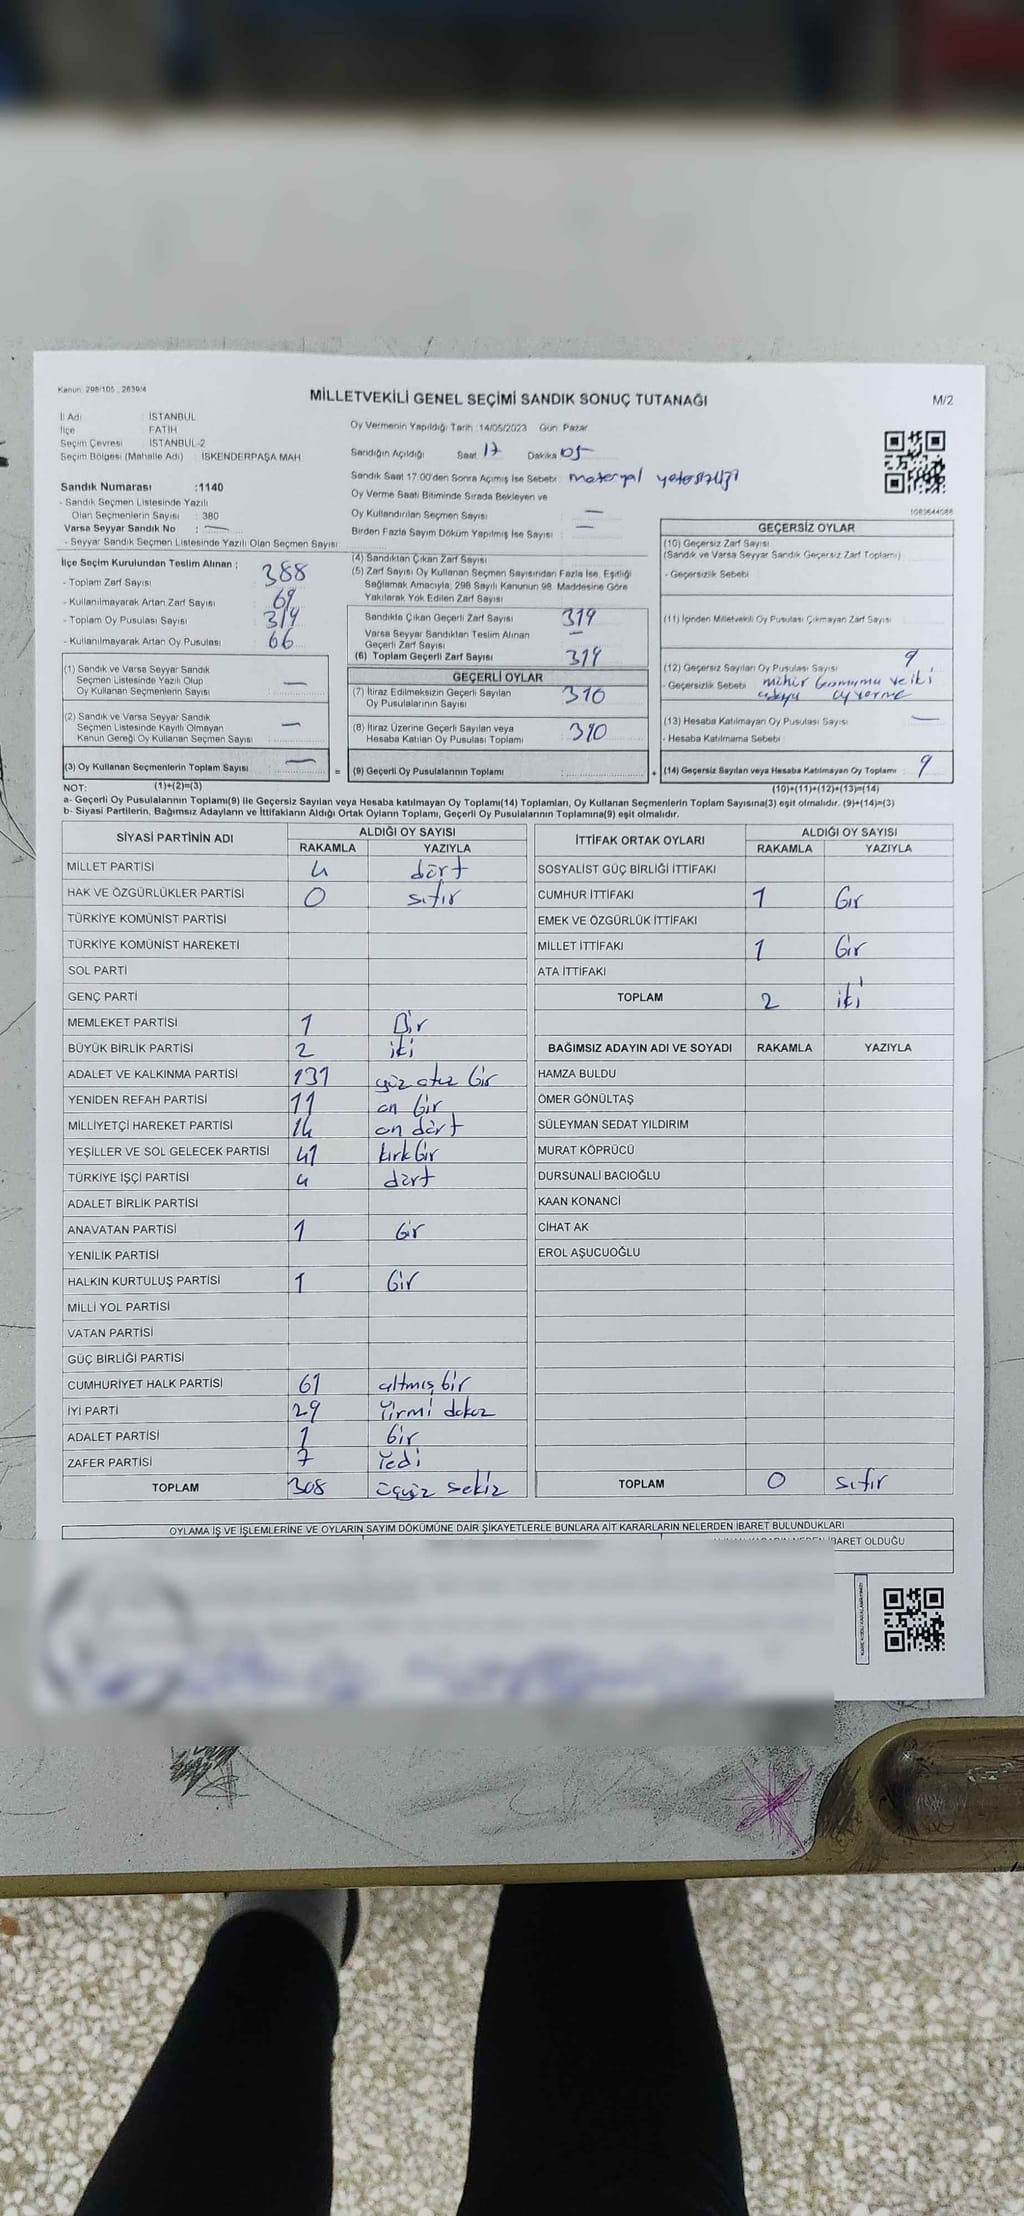 Kanun: 298/105 , 2839/4
MİLLETVEKİLİ GENEL SEÇİMİ SANDIK SONUÇ TUTANAĞI
M/2
İl Adı : İSTANBUL
İlçe FATİH
Seçim Çevresi : İSTANBUL-2
Seçim Bölgesi (Mahalle Adı) : İSKENDERPAŞA MAH.
Oy Vermenin Yapıldığı Tarih :14/05/2023 Gün: Pazar
Sandığın Açıldığı Saat 17 Dakika 05
Sandık Saat 17:00'den Sonra Açımış İse Sebebi: materyal yetersizliği
Oy Verme Saati Bitiminde Sırada Bekleyen ve
Oy Kullandırılan Seçmen Sayısı : —
Birden Fazla Sayım Döküm Yapılmış İse Sayısı : —
Sandık Numarası :1140
- Sandık Seçmen Listesinde Yazılı
Olan Seçmenlerin Sayısı : 380
Varsa Seyyar Sandık No : —
- Seyyar Sandık Seçmen Listesinde Yazılı Olan Seçmen Sayısı:
İlçe Seçim Kurulundan Teslim Alınan ;
- Toplam Zarf Sayısı 388
- Kullanılmayarak Artan Zarf Sayısı 69
- Toplam Oy Pusulası Sayısı 319
- Kullanılmayarak Artan Oy Pusulası 66
(1) Sandık ve Varsa Seyyar Sandık
Seçmen Listesinde Yazılı Olup
Oy Kullanan Seçmenlerin Sayısı —
(2) Sandık ve Varsa Seyyar Sandık
Seçmen Listesinde Kayıtlı Olmayan
Kanun Gereği Oy Kullanan Seçmen Sayısı —
(3) Oy Kullanan Seçmenlerin Toplam Sayısı —
(4) Sandıktan Çıkan Zarf Sayısı
(5) Zarf Sayısı Oy Kullanan Seçmen Sayısından Fazla İse, Eşitliği
Sağlamak Amacıyla, 298 Sayılı Kanunun 98. Maddesine Göre
Yakılarak Yok Edilen Zarf Sayısı
Sandıkta Çıkan Geçerli Zarf Sayısı 319
Varsa Seyyar Sandıktan Teslim Alınan
Geçerli Zarf Sayısı —
(6) Toplam Geçerli Zarf Sayısı 319
GEÇERLİ OYLAR
(7) İtiraz Edilmeksizin Geçerli Sayılan
Oy Pusulalarının Sayısı 310
(8) İtiraz Üzerine Geçerli Sayılan veya
Hesaba Katılan Oy Pusulası Toplamı 310
= (9) Geçerli Oy Pusulalarının Toplamı +
1089644088
GEÇERSİZ OYLAR
(10) Geçersiz Zarf Sayısı
(Sandık ve Varsa Seyyar Sandık Geçersiz Zarf Toplamı)
- Geçersizlik Sebebi
(11) İçinden Milletvekili Oy Pusulası Çıkmayan Zarf Sayısı
(12) Geçersiz Sayılan Oy Pusulası Sayısı 9
- Geçersizlik Sebebi mühür basmama ve iki
adaya oy verme
(13) Hesaba Katılmayan Oy Pusulası Sayısı —
- Hesaba Katılmama Sebebi
(14) Geçersiz Sayılan veya Hesaba Katılmayan Oy Toplamı 9
NOT: (1)+(2)=(3)
(10)+(11)+(12)+(13)=(14)
a- Geçerli Oy Pusulalarının Toplamı(9) ile Geçersiz Sayılan veya Hesaba katılmayan Oy Toplamı(14) Toplamları, Oy Kullanan Seçmenlerin Toplam Sayısına(3) eşit olmalıdır. (9)+(14)=(3)
b- Siyasi Partilerin, Bağımsız Adayların ve İttifakların Aldığı Ortak Oyların Toplamı, Geçerli Oy Pusulalarının Toplamına(9) eşit olmalıdır.
SİYASİ PARTİNİN ADI ALDIĞI OY SAYISI
RAKAMLA YAZIYLA
MİLLET PARTİSİ 4 dört
HAK VE ÖZGÜRLÜKLER PARTİSİ 0 sıfır
TÜRKİYE KOMÜNİST PARTİSİ
TÜRKİYE KOMÜNİST HAREKETİ
SOL PARTİ
GENÇ PARTİ
MEMLEKET PARTİSİ 1 Bir
BÜYÜK BİRLİK PARTİSİ 2 iki
ADALET VE KALKINMA PARTİSİ 131 yüz otuz bir
YENİDEN REFAH PARTİSİ 11 on bir
MİLLİYETÇİ HAREKET PARTİSİ 14 on dört
YEŞİLLER VE SOL GELECEK PARTİSİ 41 kırk bir
TÜRKİYE İŞÇİ PARTİSİ 4 dört
ADALET BİRLİK PARTİSİ
ANAVATAN PARTİSİ 1 bir
YENİLİK PARTİSİ
HALKIN KURTULUŞ PARTİSİ 1 bir
MİLLİ YOL PARTİSİ
VATAN PARTİSİ
GÜÇ BİRLİĞİ PARTİSİ
CUMHURİYET HALK PARTİSİ 61 altmış bir
İYİ PARTİ 29 Yirmi dokuz
ADALET PARTİSİ 1 bir
ZAFER PARTİSİ 7 Yedi
TOPLAM 308 üçyüz sekiz
İTTİFAK ORTAK OYLARI ALDIĞI OY SAYISI
RAKAMLA YAZIYLA
SOSYALİST GÜÇ BİRLİĞİ İTTİFAKI
CUMHUR İTTİFAKI 1 bir
EMEK VE ÖZGÜRLÜK İTTİFAKI
MİLLET İTTİFAKI 1 bir
ATA İTTİFAKI
TOPLAM 2 iki
BAĞIMSIZ ADAYIN ADI VE SOYADI RAKAMLA YAZIYLA
HAMZA BULDU
ÖMER GÖNÜLTAŞ
SÜLEYMAN SEDAT YILDIRIM
MURAT KÖPRÜCÜ
DURSUNALİ BACIOĞLU
KAAN KONANCİ
CİHAT AK
EROL AŞUCUOĞLU
TOPLAM 0 sıfır
OYLAMA İŞ VE İŞLEMLERİNE VE OYLARIN SAYIM DÖKÜMÜNE DAİR ŞİKAYETLERLE BUNLARA AİT KARARLARIN NELERDEN İBARET BULUNDUKLARI
İBARET OLDUĞU